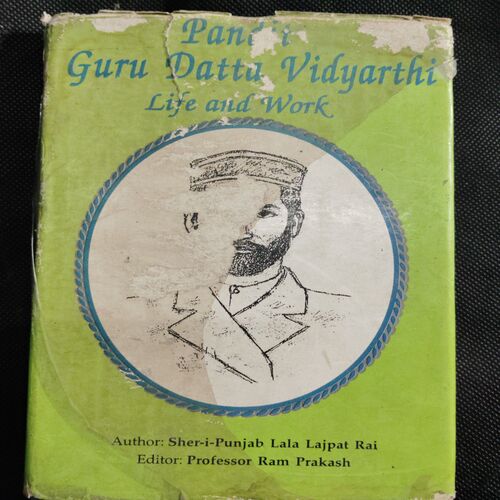 Pandit
Guru Datta Vidyarthi
Life and Work
Author: Sher-i-Punjab Lala Lajpat Rai
Editor: Professor Ram Prakash